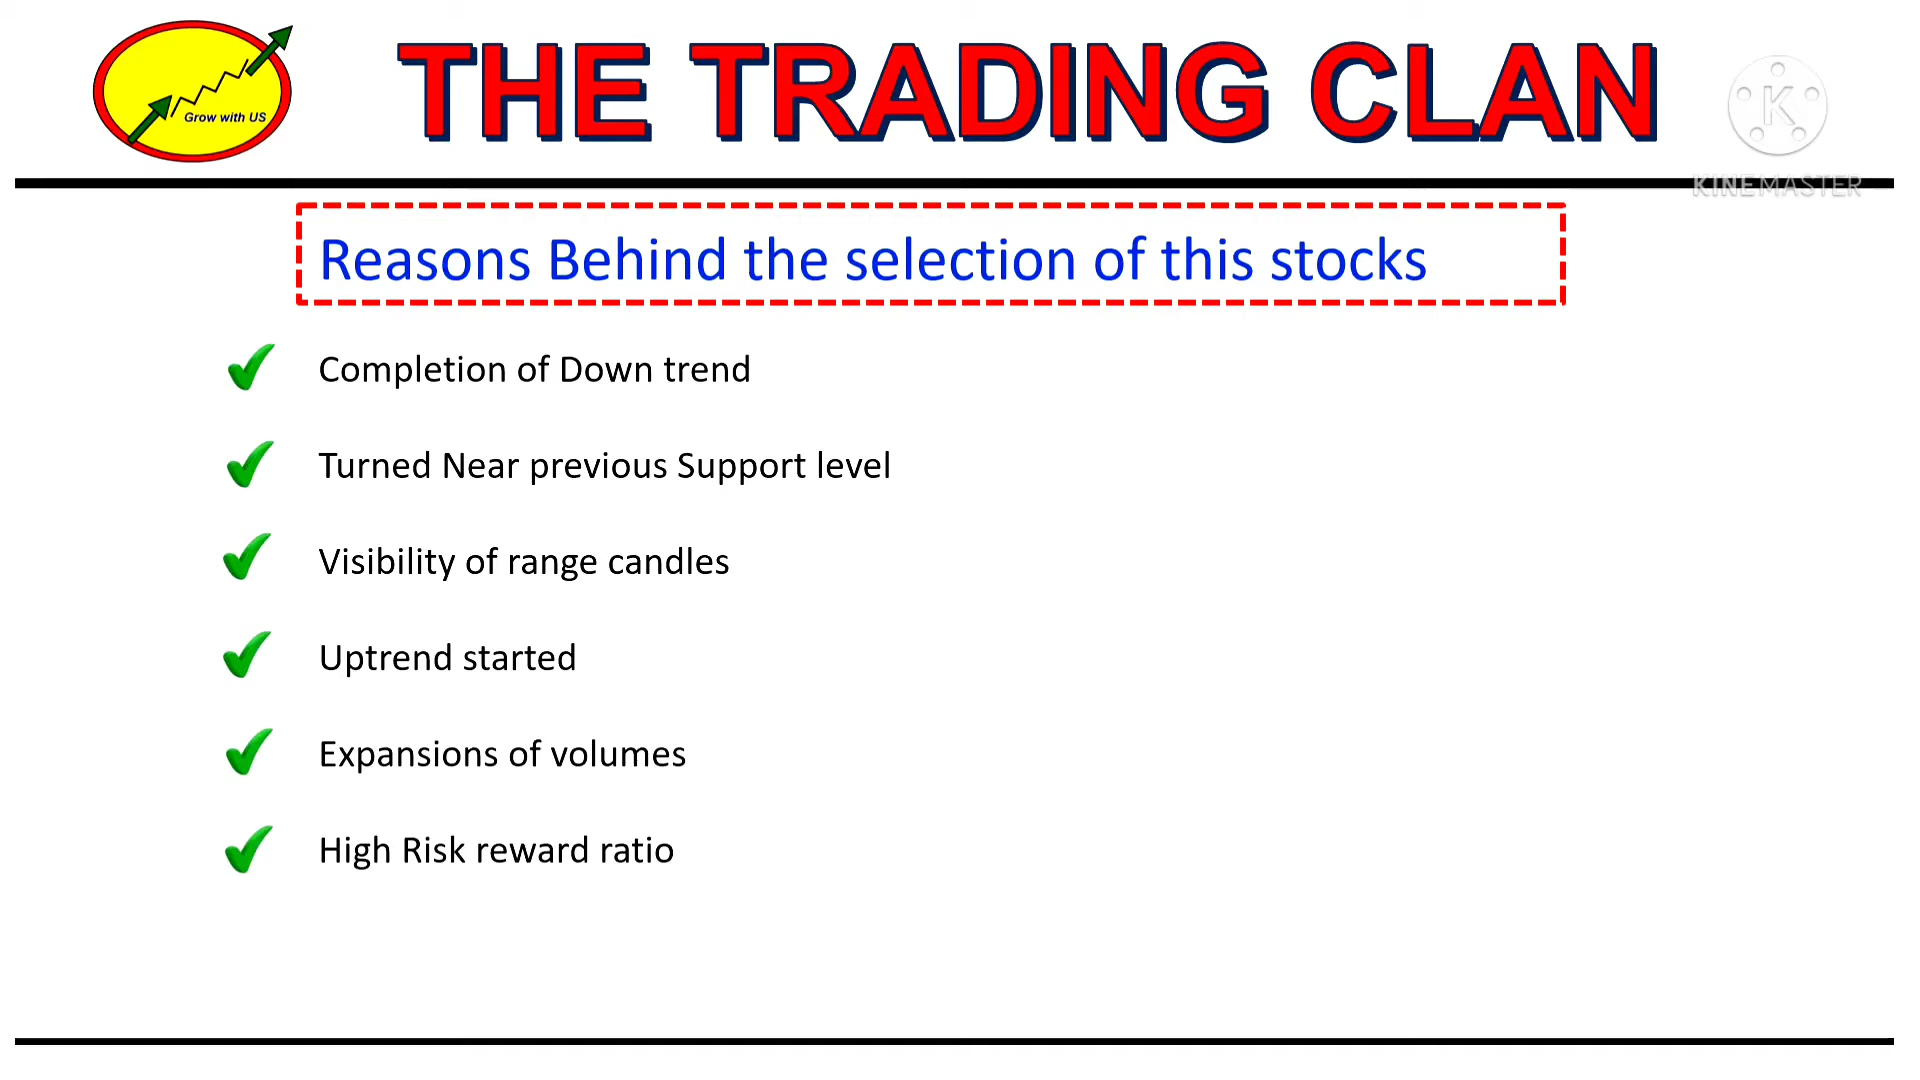 Grow with US
THE TRADING CLAN
K
KINEMASTER
Reasons Behind the selection of this stocks
Completion of Down trend
Turned Near previous Support level
Visibility of range candles
Uptrend started
Expansions of volumes
High Risk reward ratio